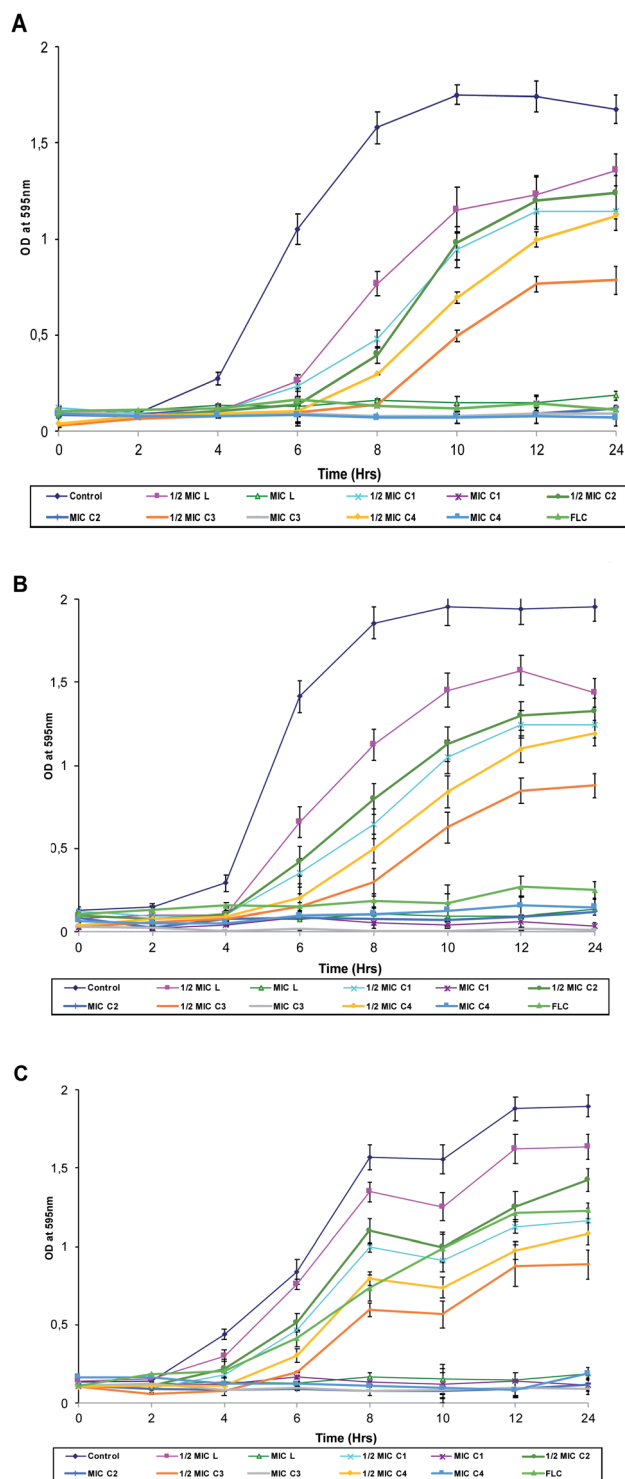 A
2
1,5
1
0,5
0
OD at 595nm
0 2 4 6 8 10 12 24
Time (Hrs)
Control 1/2 MIC L MIC L 1/2 MIC C1 MIC C1 1/2 MIC C2
MIC C2 1/2 MIC C3 MIC C3 1/2 MIC C4 MIC C4 FLC
B
2
1,5
1
0,5
0
OD at 595nm
0 2 4 6 8 10 12 24
Time (Hrs)
Control 1/2 MIC L MIC L 1/2 MIC C1 MIC C1 1/2 MIC C2
MIC C2 1/2 MIC C3 MIC C3 1/2 MIC C4 MIC C4 FLC
C
2
1,5
1
0,5
0
OD at 595nm
0 2 4 6 8 10 12 24
Time (Hrs)
Control 1/2 MIC L MIC L 1/2 MIC C1 MIC C1 1/2 MIC C2
MIC C2 1/2 MIC C3 MIC C3 1/2 MIC C4 MIC C4 FLC